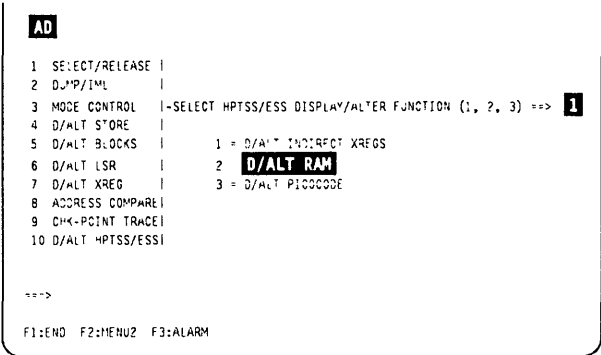 AD
1 SELECT/RELEASE |
2 DUMP/IML |
3 MODE CONTROL |-SELECT HPTSS/ESS DISPLAY/ALTER FUNCTION (1, 2, 3) ==> 1
4 D/ALT STORE |
5 D/ALT BLOCKS | 1 = D/ALT INDIRECT XREGS
6 D/ALT LSR | 2 D/ALT RAM
7 D/ALT XREG | 3 = D/ALT PICOCODE
8 ADDRESS COMPARE|
9 CHK-POINT TRACE|
10 D/ALT HPTSS/ESS|
===>
F1:END F2:MENU2 F3:ALARM